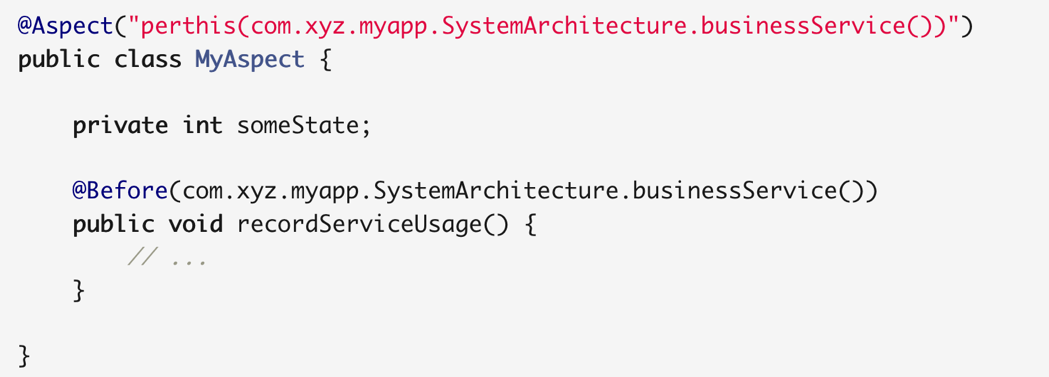 @Aspect("perthis(com.xyz.myapp.SystemArchitecture.businessService())")
public class MyAspect {
private int someState;
@Before(com.xyz.myapp.SystemArchitecture.businessService())
public void recordServiceUsage() {
// ...
}
}